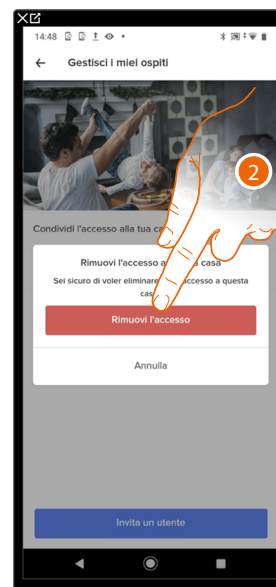 14:48
Gestisci i miei ospiti
2
Condividi l'accesso alla tua ca
Rimuovi l'accesso a casa
Sei sicuro di voler eliminare accesso a questa
cas
Rimuovi l'accesso
Annulla
Invita un utente